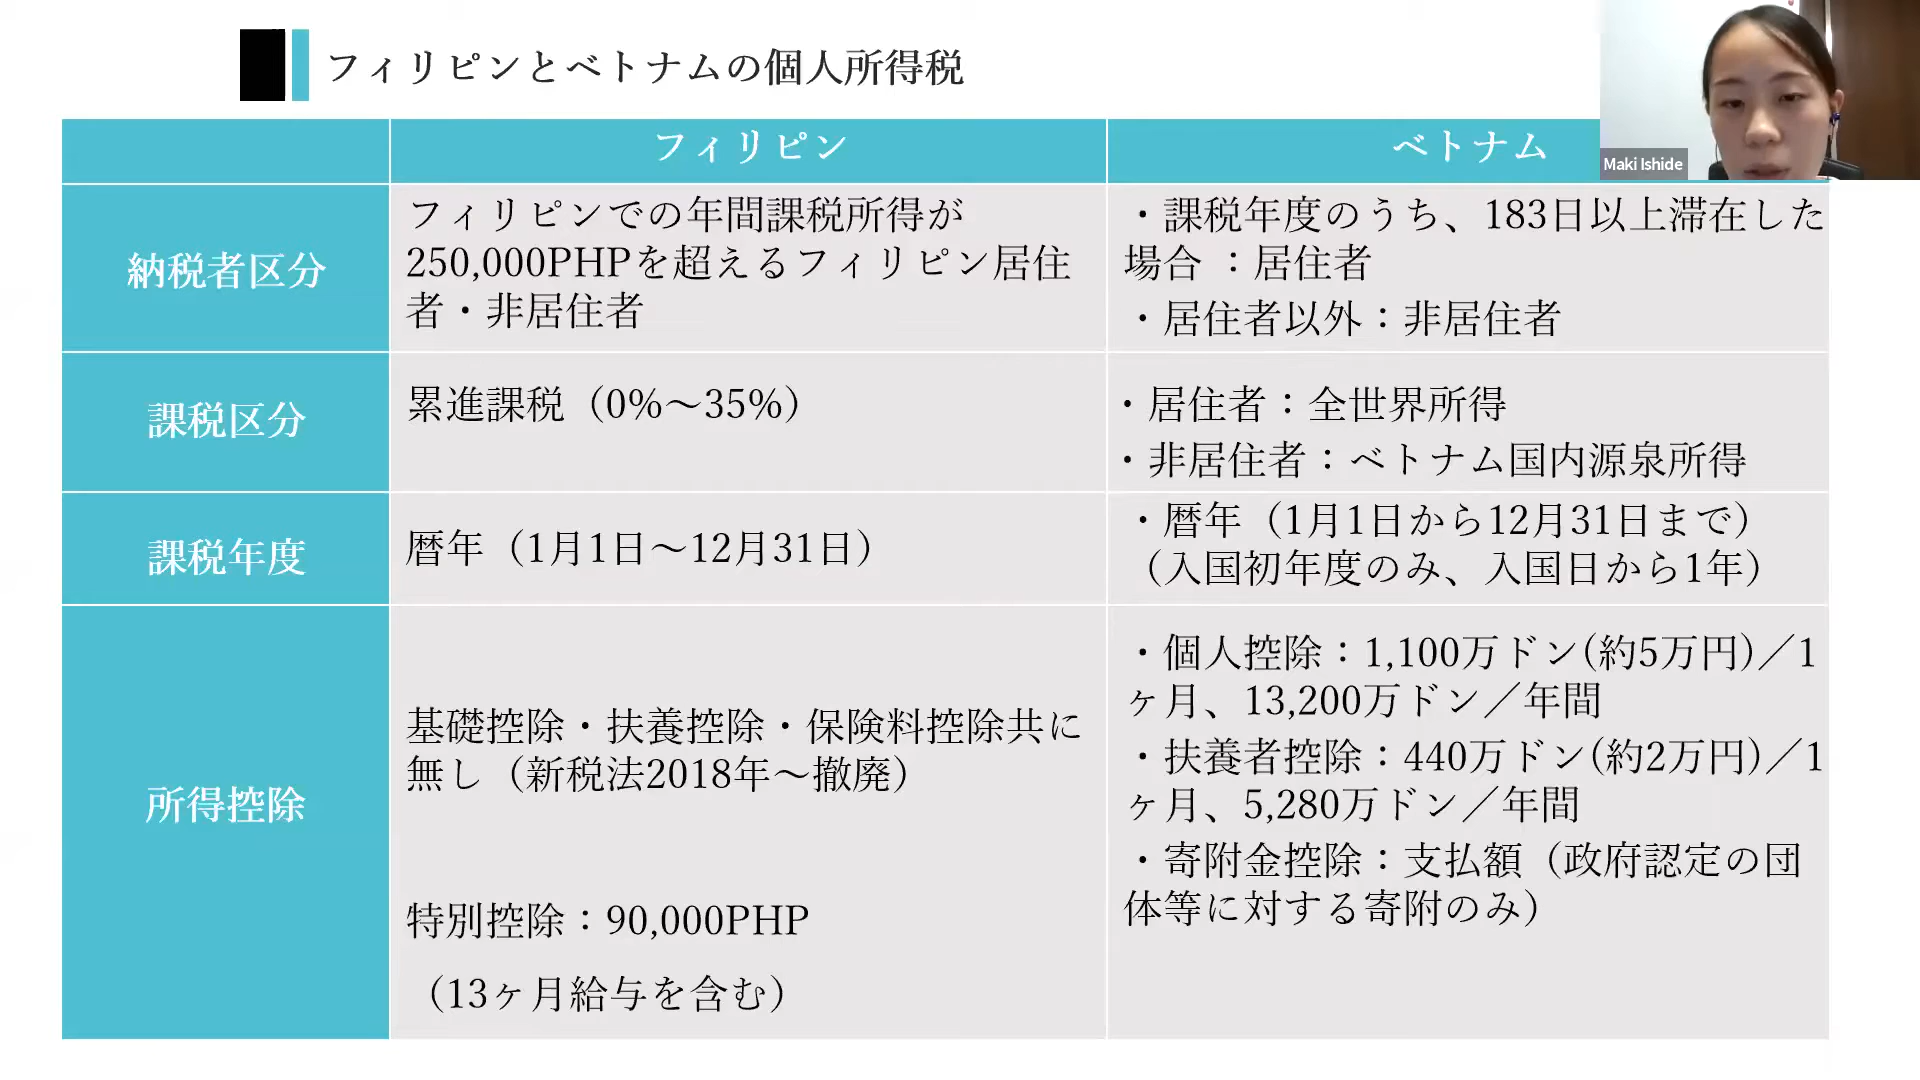 フィリピンとベトナムの個人所得税
フィリピン
ベトナム
Maki Ishide
納税者区分
フィリピンでの年間課税所得が
250,000PHPを超えるフィリピン居住
者・非居住者
・課税年度のうち、183日以上滞在した
場合 ：居住者
・居住者以外：非居住者
課税区分
累進課税（0%～35%）
・居住者：全世界所得
・非居住者：ベトナム国内源泉所得
課税年度
暦年（1月1日～12月31日）
・暦年（1月1日から12月31日まで）
（入国初年度のみ、入国日から1年）
所得控除
基礎控除・扶養控除・保険料控除共に
無し（新税法2018年～撤廃）
特別控除：90,000PHP
（13ヶ月給与を含む）
・個人控除：1,100万ドン(約5万円)／1
ヶ月、13,200万ドン／年間
・扶養者控除：440万ドン(約2万円)／1
ヶ月、5,280万ドン／年間
・寄附金控除：支払額（政府認定の団
体等に対する寄附のみ）